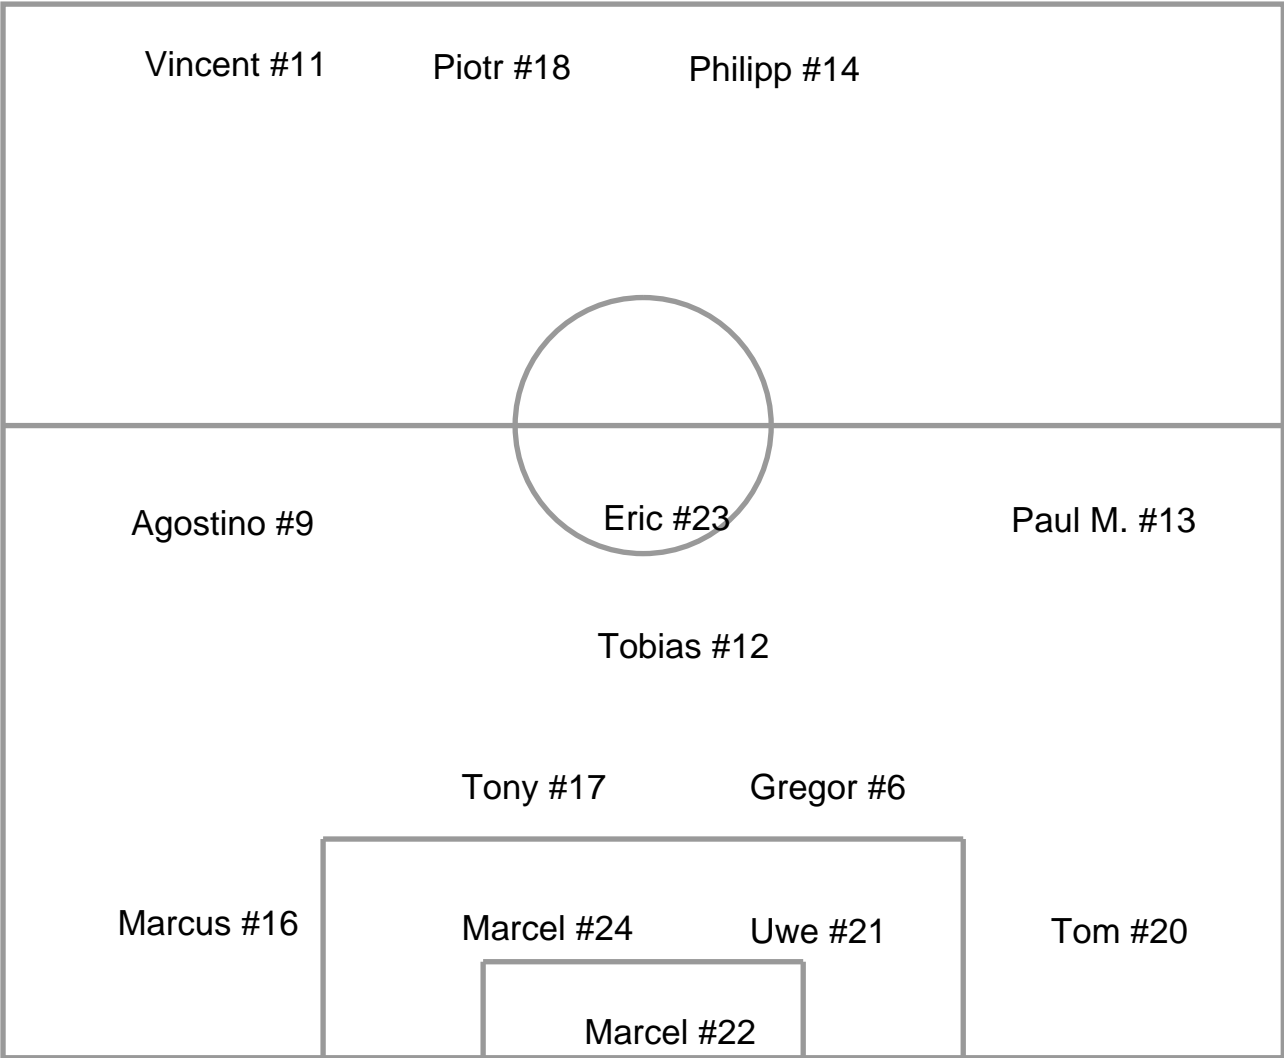 Vincent #11 Piotr #18 Philipp #14
Agostino #9 Eric #23 Paul M. #13
Tobias #12
Tony #17 Gregor #6
Marcus #16 Marcel #24 Uwe #21 Tom #20
Marcel #22